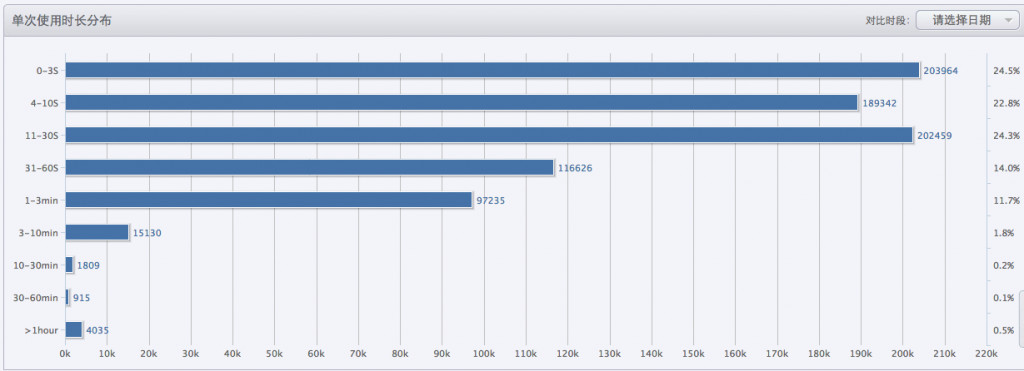 单次使用时长分布 对比时段: 请选择日期
0-3S 203964 24.5%
4-10S 189342 22.8%
11-30S 202459 24.3%
31-60S 116626 14.0%
1-3min 97235 11.7%
3-10min 15130 1.8%
10-30min 1809 0.2%
30-60min 915 0.1%
>1hour 4035 0.5%
0k 10k 20k 30k 40k 50k 60k 70k 80k 90k 100k 110k 120k 130k 140k 150k 160k 170k 180k 190k 200k 210k 220k